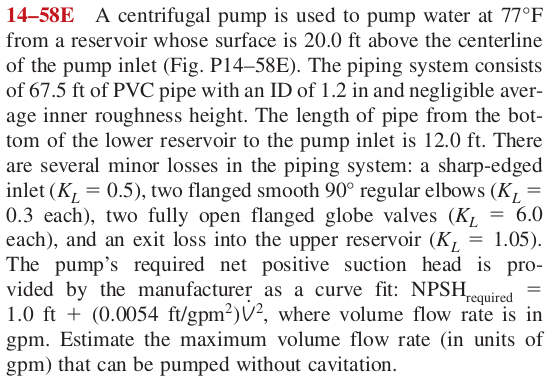 14–58E A centrifugal pump is used to pump water at 77°F
from a reservoir whose surface is 20.0 ft above the centerline
of the pump inlet (Fig. P14–58E). The piping system consists
of 67.5 ft of PVC pipe with an ID of 1.2 in and negligible aver-
age inner roughness height. The length of pipe from the bot-
tom of the lower reservoir to the pump inlet is 12.0 ft. There
are several minor losses in the piping system: a sharp-edged
inlet (K_L = 0.5), two flanged smooth 90° regular elbows (K_L =
0.3 each), two fully open flanged globe valves (K_L = 6.0
each), and an exit loss into the upper reservoir (K_L = 1.05).
The pump's required net positive suction head is pro-
vided by the manufacturer as a curve fit: NPSH_required =
1.0 ft + (0.0054 ft/gpm²)V̇², where volume flow rate is in
gpm. Estimate the maximum volume flow rate (in units of
gpm) that can be pumped without cavitation.